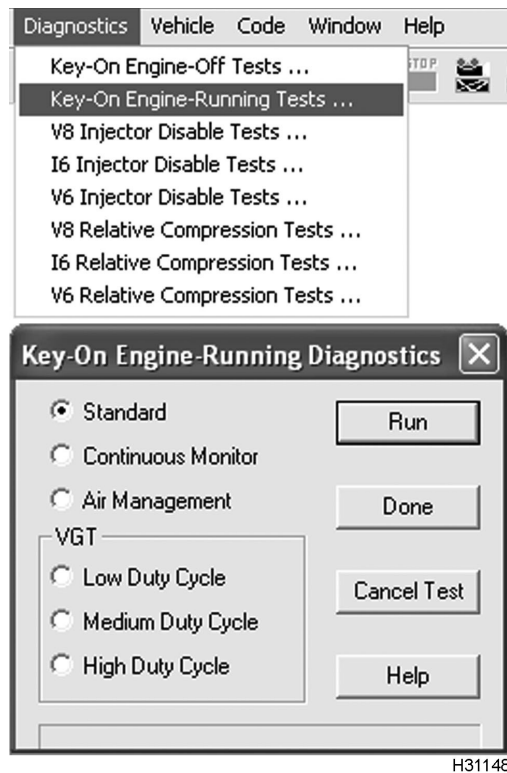 Diagnostics Vehicle Code Window Help
Key-On Engine-Off Tests ...
STOP
Key-On Engine-Running Tests ...
V8 Injector Disable Tests ...
I6 Injector Disable Tests ...
V6 Injector Disable Tests ...
V8 Relative Compression Tests ...
I6 Relative Compression Tests ...
V6 Relative Compression Tests ...
Key-On Engine-Running Diagnostics
Standard
Run
Continuous Monitor
Air Management
Done
VGT
Low Duty Cycle
Cancel Test
Medium Duty Cycle
High Duty Cycle
Help
H31148